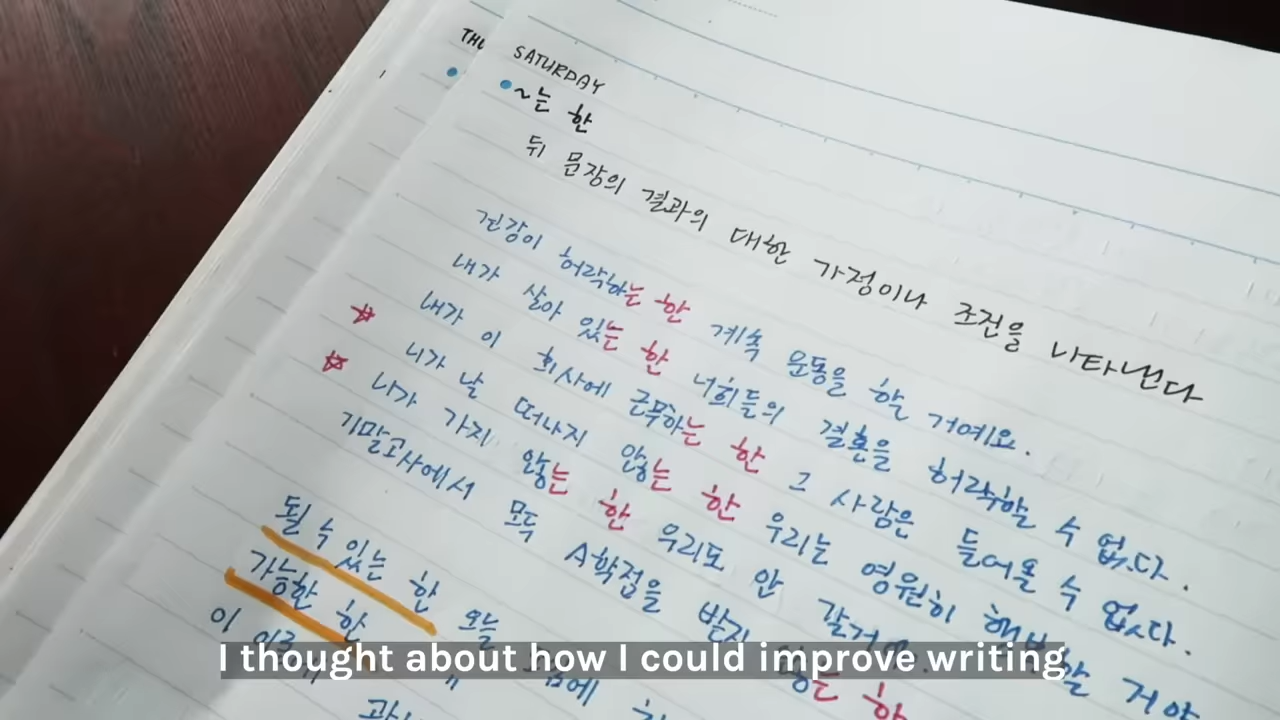 THU
SATURDAY
~는 한
뒤 문장의 결과의 대한 가정이나 조건을 나타낸다
건강이 허락하는 한 계속 운동을 할 거예요.
내가 살아 있는 한 너희들의 결혼을 허락할 수 없다.
내가 이 회사에 근무하는 한 그 사람은 들어올 수 없다.
니가 날 떠나지 않는 한 우리는 영원히 해 할 거야
니가 가지 않는 한 우리도 안 갈거
기말고사에서 모두 A학점을 받지 않는 한
될 수 있는 한 오늘 모임에
가능한 한
이
I thought about how I could improve writing